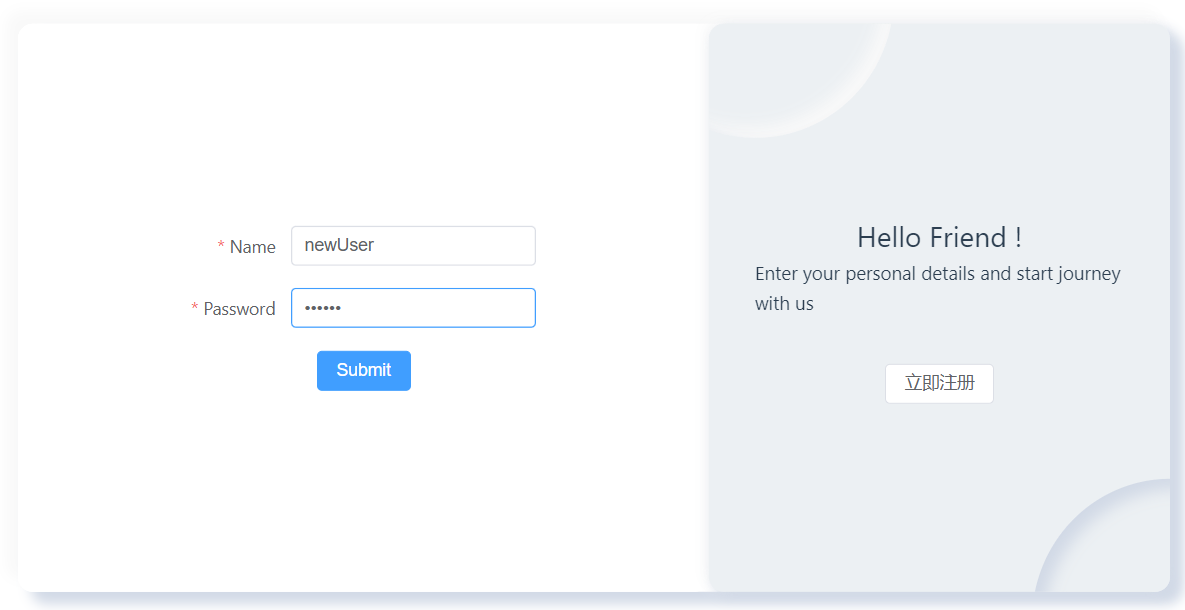 * Name
newUser
* Password
••••••
Submit
Hello Friend !
Enter your personal details and start journey
with us
立即注册